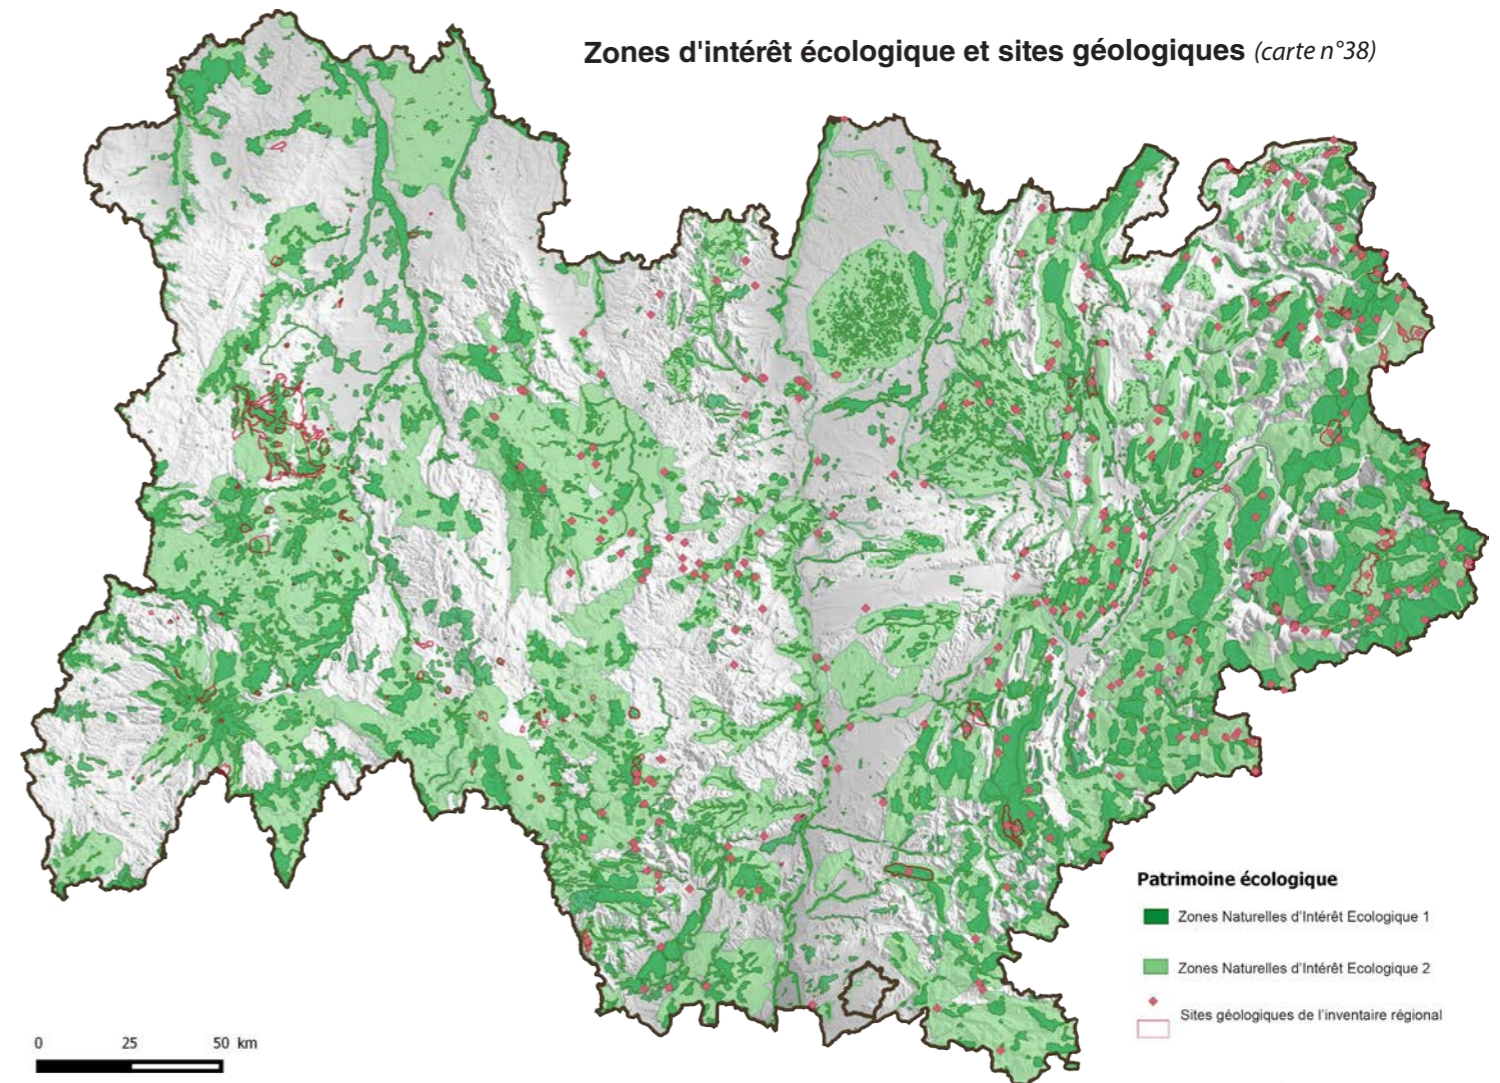 Zones d'intérêt écologique et sites géologiques (carte n°38)
Patrimoine écologique
Zones Naturelles d'Intérêt Ecologique 1
Zones Naturelles d'Intérêt Ecologique 2
Sites géologiques de l'inventaire régional
0 25 50 km